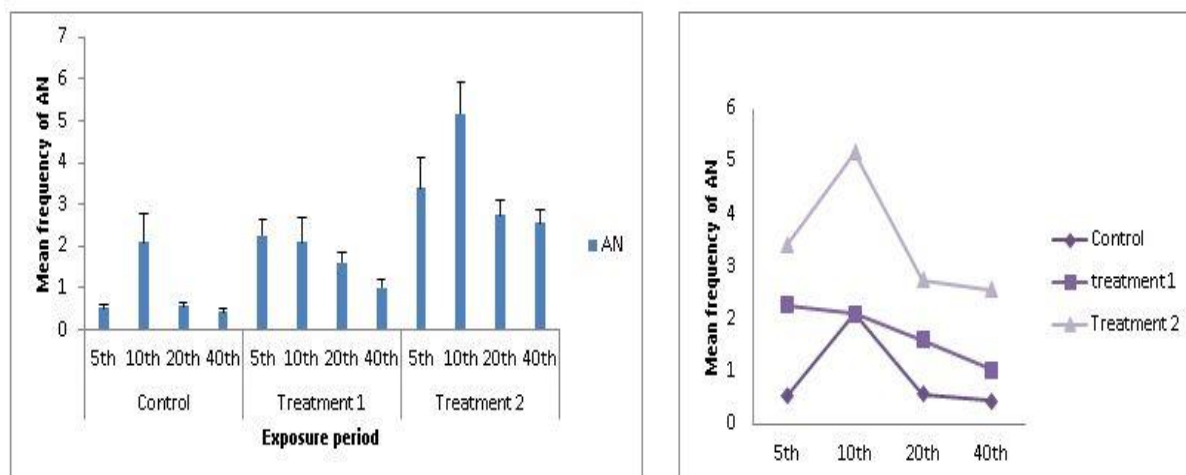 Mean frequency of AN
7
6
5
4
3
2
1
0
5th 10th 20th 40th 5th 10th 20th 40th 5th 10th 20th 40th
Control Treatment 1 Treatment 2
Exposure period
AN
Mean frequency of AN
6
5
4
3
2
1
0
5th 10th 20th 40th
Control
treatment 1
Treatment 2